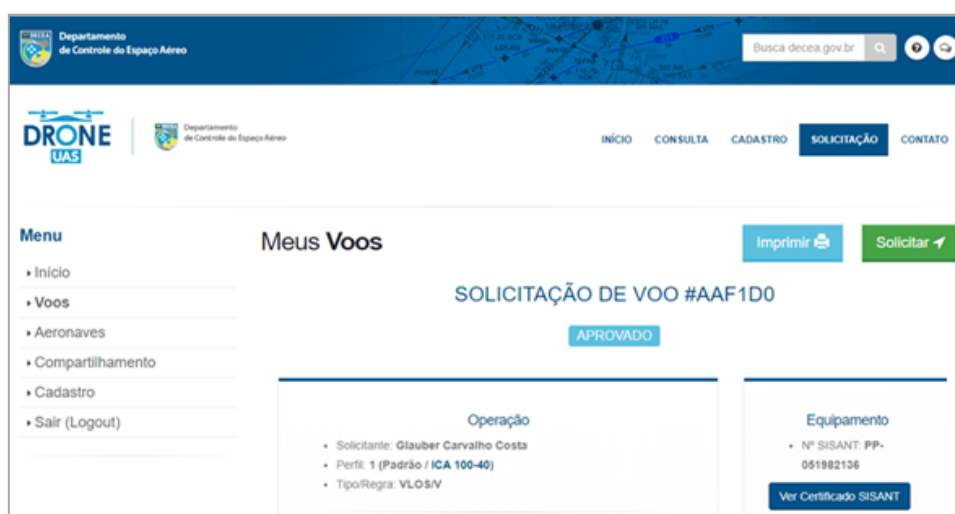 Departamento
de Controle do Espaço Aéreo
Busca decea.gov.br
DRONE
UAS
Departamento
de Controle do Espaço Aéreo
INÍCIO CONSULTA CADASTRO SOLICITAÇÃO CONTATO
Menu
Início
Voos
Aeronaves
Compartilhamento
Cadastro
Sair (Logout)
Meus Voos
Imprimir
Solicitar
SOLICITAÇÃO DE VOO #AAF1D0
APROVADO
Operação
• Solicitante: Glauber Carvalho Costa
• Perfil: 1 (Padrão / ICA 100-40)
• Tipo/Regra: VLOS/V
Equipamento
• Nº SISANT: PP-
051982136
Ver Certificado SISANT